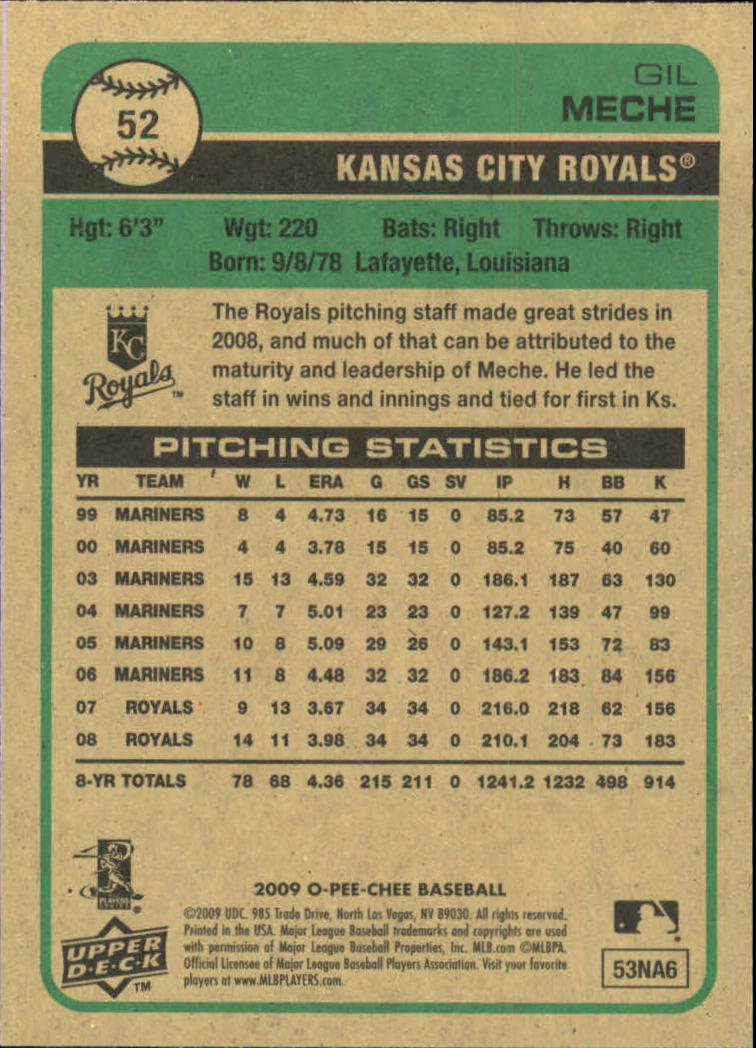 GIL
MECHE
52
KANSAS CITY ROYALS®
Hgt: 6'3" Wgt: 220 Bats: Right Throws: Right
Born: 9/8/78 Lafayette, Louisiana
KC
Royals™
The Royals pitching staff made great strides in
2008, and much of that can be attributed to the
maturity and leadership of Meche. He led the
staff in wins and innings and tied for first in Ks.
PITCHING STATISTICS
YR TEAM W L ERA G GS SV IP H BB K
99 MARINERS 8 4 4.73 16 15 0 85.2 73 57 47
00 MARINERS 4 4 3.78 15 15 0 85.2 75 40 60
03 MARINERS 15 13 4.59 32 32 0 186.1 187 63 130
04 MARINERS 7 7 5.01 23 23 0 127.2 139 47 99
05 MARINERS 10 8 5.09 29 26 0 143.1 153 72 83
06 MARINERS 11 8 4.48 32 32 0 186.2 183 84 156
07 ROYALS 9 13 3.67 34 34 0 216.0 218 62 156
08 ROYALS 14 11 3.98 34 34 0 210.1 204 73 183
8-YR TOTALS 78 68 4.36 215 211 0 1241.2 1232 498 914
2009 O-PEE-CHEE BASEBALL
©2009 UDC. 985 Trade Drive, North Las Vegas, NV 89030. All rights reserved.
Printed in the USA. Major League Baseball trademarks and copyrights are used
with permission of Major League Baseball Properties, Inc. MLB.com ©MLBPA.
Official Licensee of Major League Baseball Players Association. Visit your favorite
players at www.MLBPLAYERS.com.
PLAYERS CHOICE ®
UPPER
D·E·C·K
TM
53NA6